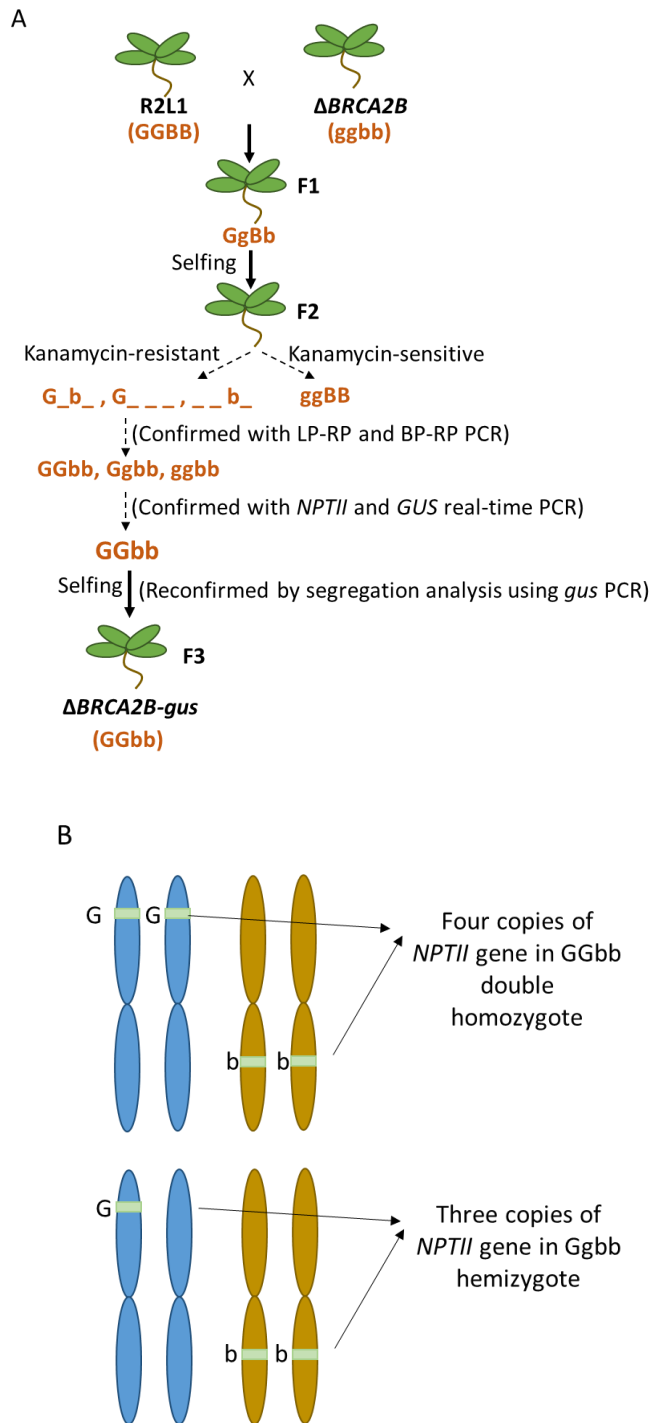 A
X
R2L1
(GGBB)
ΔBRCA2B
(ggbb)
F1
GgBb
Selfing
F2
Kanamycin-resistant
Kanamycin-sensitive
G_b_ , G_ _ _ , _ _ b_
ggBB
(Confirmed with LP-RP and BP-RP PCR)
GGbb, Ggbb, ggbb
(Confirmed with NPTII and GUS real-time PCR)
GGbb
Selfing
(Reconfirmed by segregation analysis using gus PCR)
F3
ΔBRCA2B-gus
(GGbb)
B
G
G
b
b
Four copies of
NPTII gene in GGbb
double
homozygote
G
b
b
Three copies of
NPTII gene in Ggbb
hemizygote